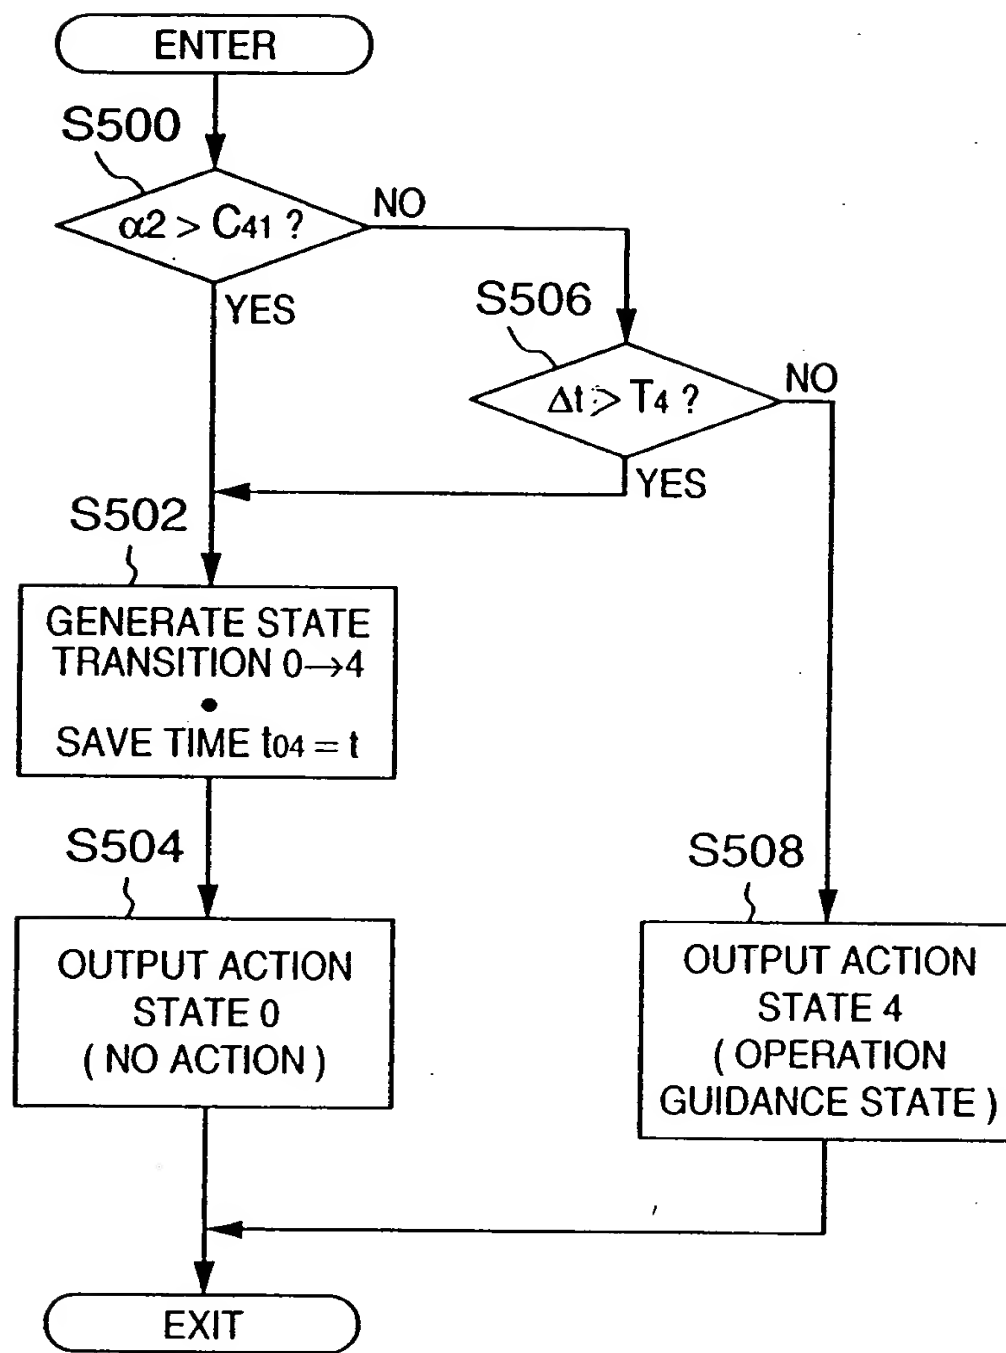 ENTER
S500
α2 > C41 ?
NO
YES
S506
Δt > T4 ?
NO
YES
S502
GENERATE STATE
TRANSITION 0→4
•
SAVE TIME t04 = t
S504
OUTPUT ACTION
STATE 0
( NO ACTION )
S508
OUTPUT ACTION
STATE 4
( OPERATION
GUIDANCE STATE )
EXIT